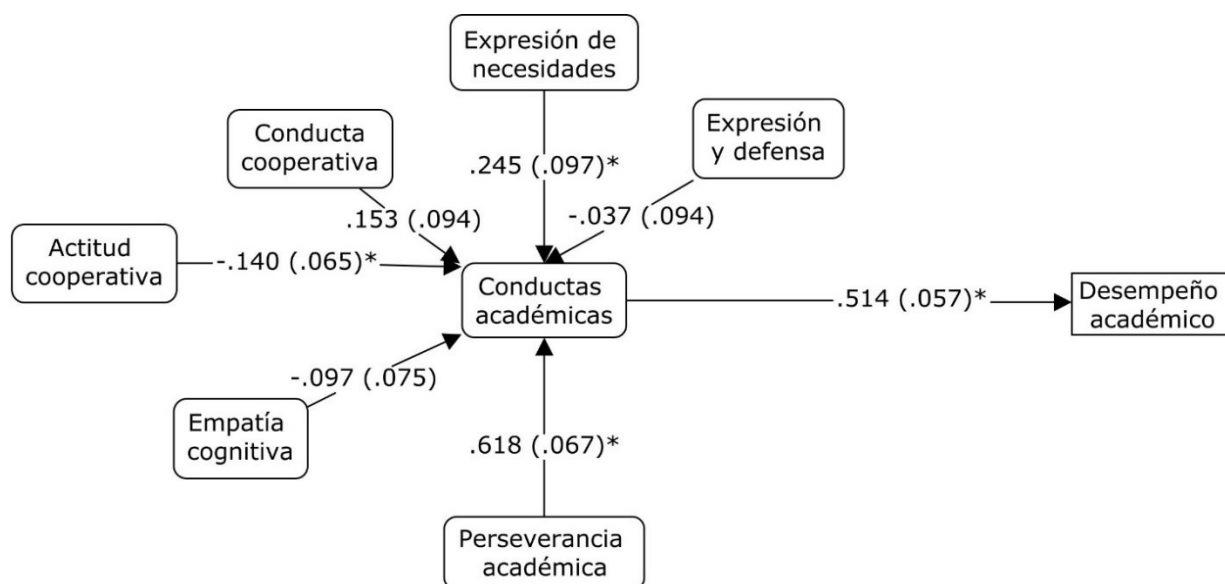 Expresión de
necesidades
Conducta
cooperativa
Expresión
y defensa
.245 (.097)*
.153 (.094)
-.037 (.094)
Actitud
cooperativa
-.140 (.065)*
Conductas
académicas
.514 (.057)*
Desempeño
académico
-.097 (.075)
Empatía
cognitiva
.618 (.067)*
Perseverancia
académica